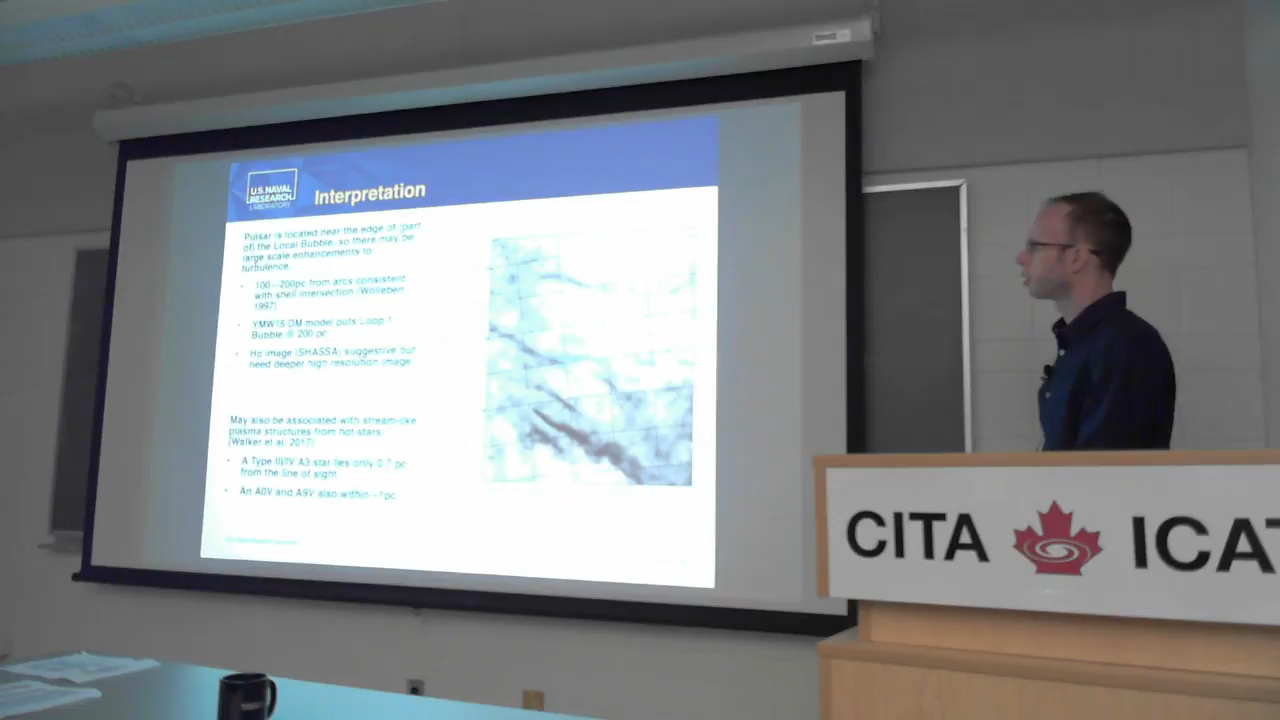 U.S. NAVAL
RESEARCH
LABORATORY
Interpretation
Pulsar is located near the edge of (part
of) the Local Bubble, so there may be
large scale enhancements to
turbulence.
100–200pc from arcs consistent
with shell intersection (Wolleben
YMW16 DM model puts Loop 1
Bubble @ 200 pc
Hα image (SHASSA) suggestive but
need deeper high resolution image
May also be associated with stream-like
plasma structures from hot stars
(Walker et al. 2017)
A Type III/IV A3 star lies only 0.7 pc
from the line of sight
An A0V and A9V also within ~1pc
CITA ICAT